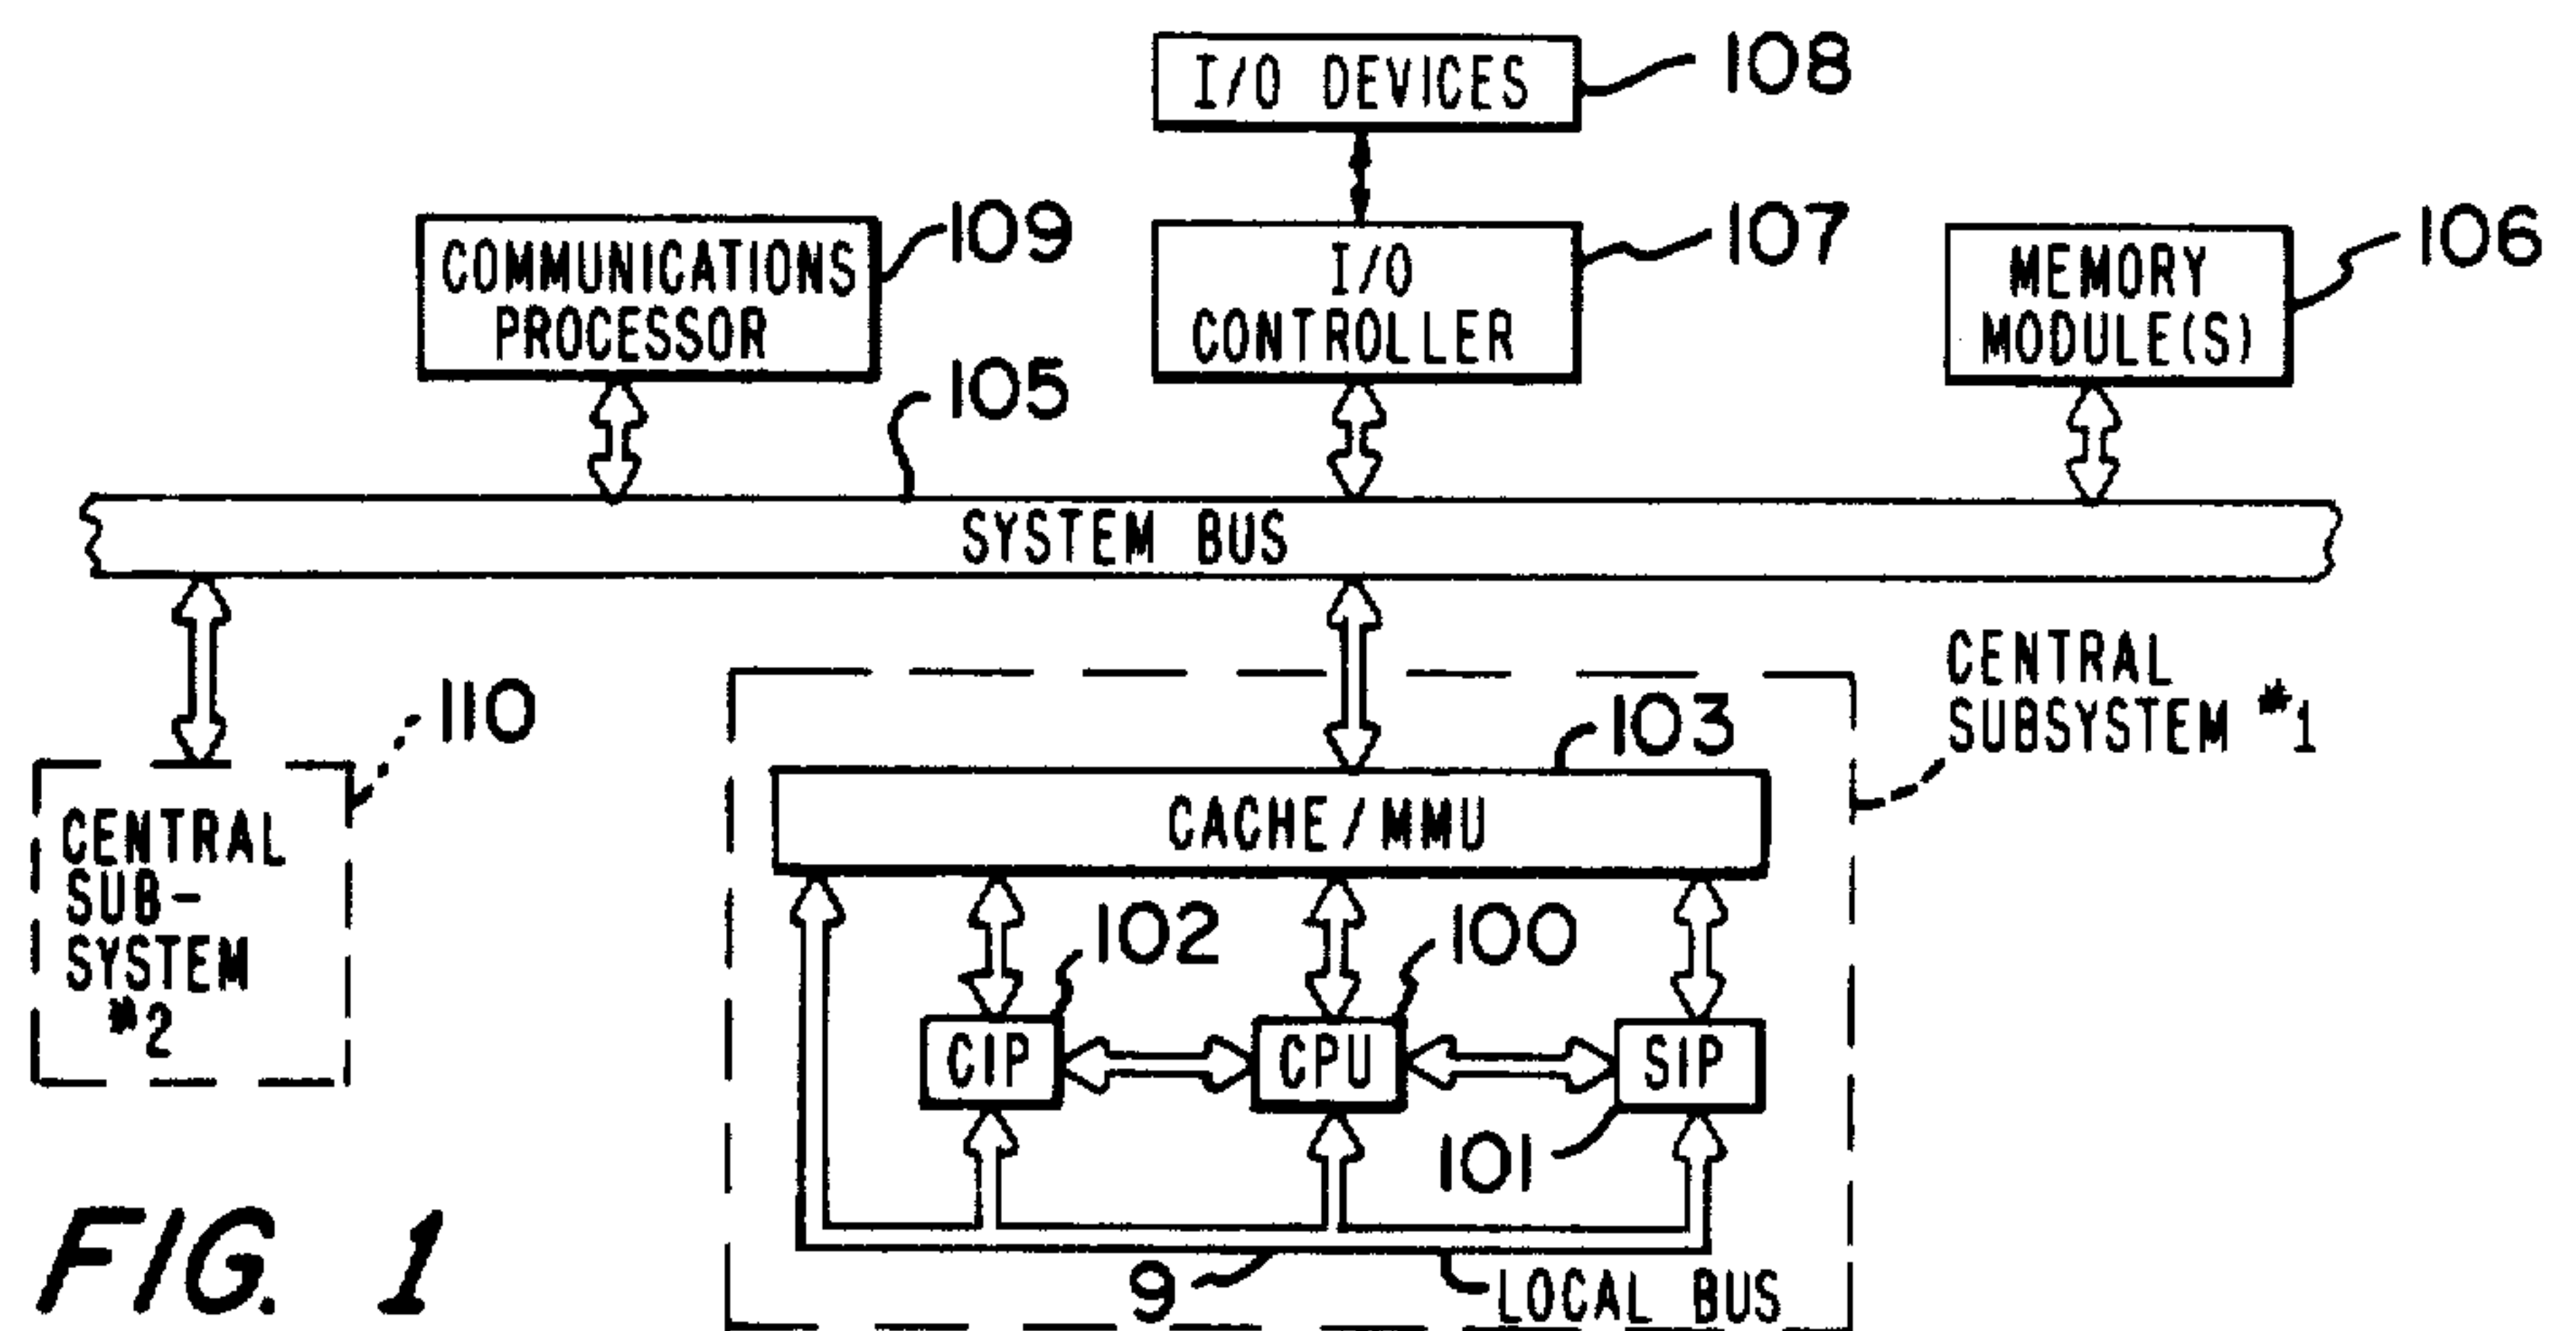 I/O DEVICES
108
COMMUNICATIONS
PROCESSOR
109
I/O
CONTROLLER
107
MEMORY
MODULE(S)
106
105
SYSTEM BUS
110
CENTRAL
SUB-
SYSTEM
#2
CENTRAL
SUBSYSTEM #1
103
CACHE/MMU
102
100
CIP
CPU
SIP
101
9
LOCAL BUS
FIG. 1